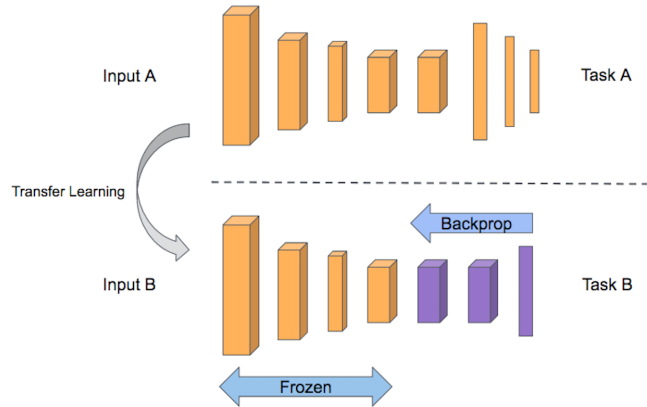 Input A
Task A
Transfer Learning
Backprop
Input B
Task B
Frozen